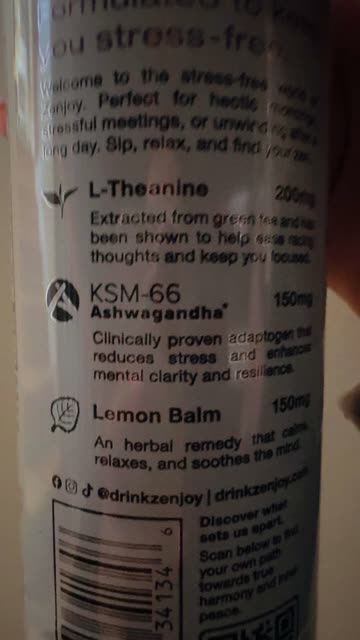 you stress-free.
Welcome to the stress-free world of
Zenjoy. Perfect for hectic mornings,
stressful meetings, or unwinding after a
long day. Sip, relax, and find your zen.
L-Theanine 200mg
Extracted from green tea and has
been shown to help ease racing
thoughts and keep you focused.
KSM-66 150mg
Ashwagandha*
Clinically proven adaptogen that
reduces stress and enhances
mental clarity and resilience.
Lemon Balm 150mg
An herbal remedy that calms,
relaxes, and soothes the mind.
@drinkzenjoy | drinkzenjoy.com
Discover what
sets us apart.
Scan below to find
your own path
towards true
harmony and inner
peace.
34134 6